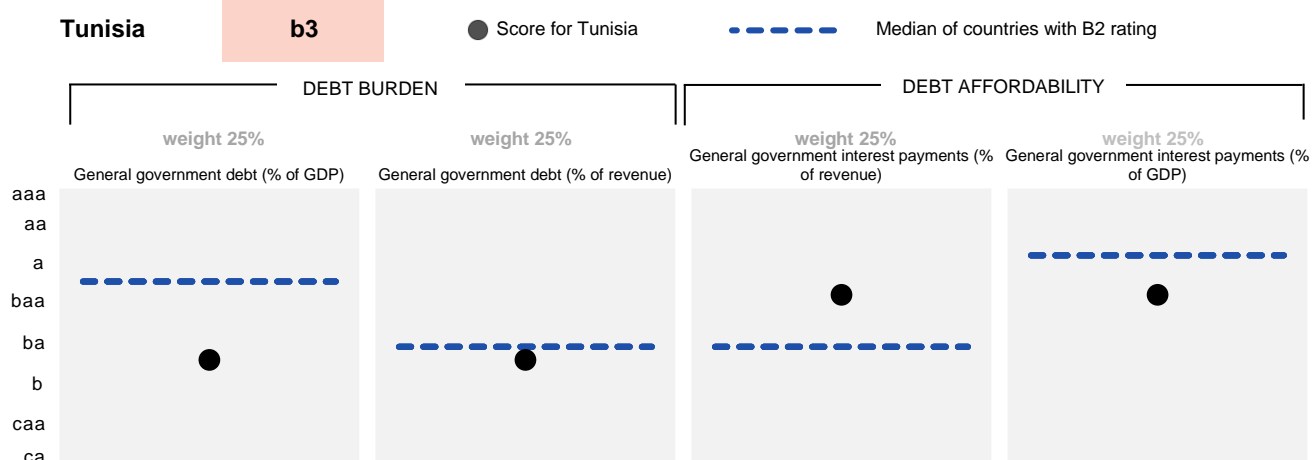 Tunisia b3 Score for Tunisia Median of countries with B2 rating
DEBT BURDEN DEBT AFFORDABILITY
weight 25% weight 25% weight 25% weight 25%
General government debt (% of GDP)
General government debt (% of revenue)
General government interest payments (%
of revenue)
General government interest payments (%
of GDP)
aaa
aa
a
baa
ba
b
caa
ca